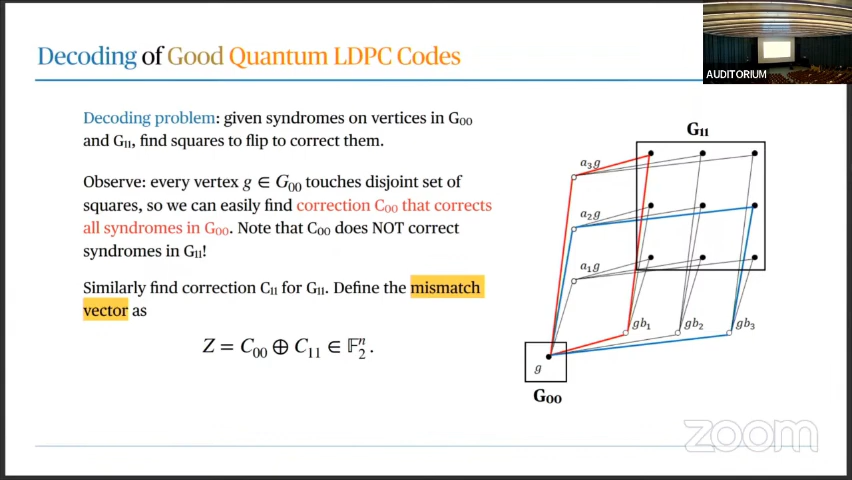 Decoding of Good Quantum LDPC Codes
AUDITORIUM
Decoding problem: given syndromes on vertices in G₀₀
and G₁₁, find squares to flip to correct them.
Observe: every vertex g ∈ G₀₀ touches disjoint set of
squares, so we can easily find correction C₀₀ that corrects
all syndromes in G₀₀. Note that C₀₀ does NOT correct
syndromes in G₁₁!
Similarly find correction C₁₁ for G₁₁. Define the mismatch
vector as
Z = C₀₀ ⊕ C₁₁ ∈ 𝔽₂ⁿ.
G₁₁
a₃g
a₂g
a₁g
gb₁
gb₂
gb₃
g
G₀₀
zoom